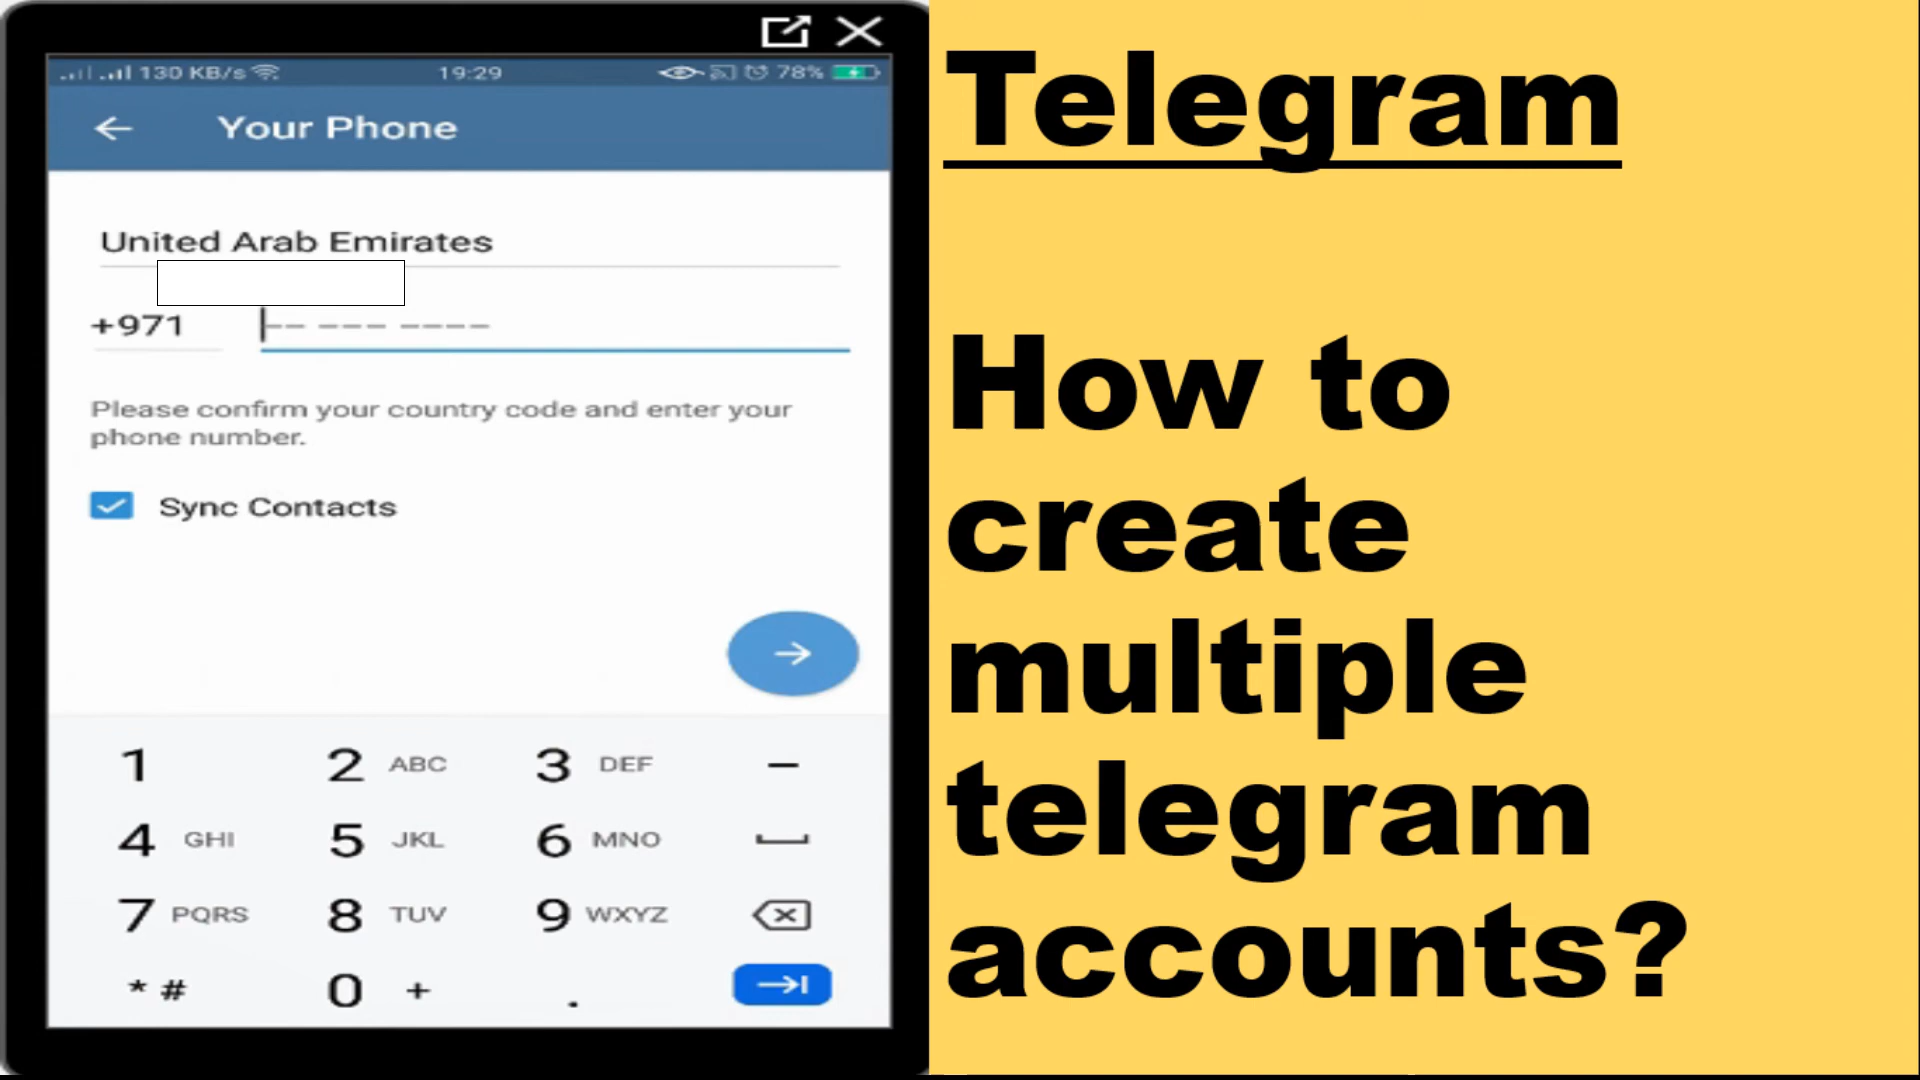 130 KB/s 19:29 78%
Your Phone
United Arab Emirates
+971
Please confirm your country code and enter your
phone number.
Sync Contacts
1 2 ABC 3 DEF –
4 GHI 5 JKL 6 MNO
7 PQRS 8 TUV 9 WXYZ
* # 0 + .
Telegram
How to
create
multiple
telegram
accounts?